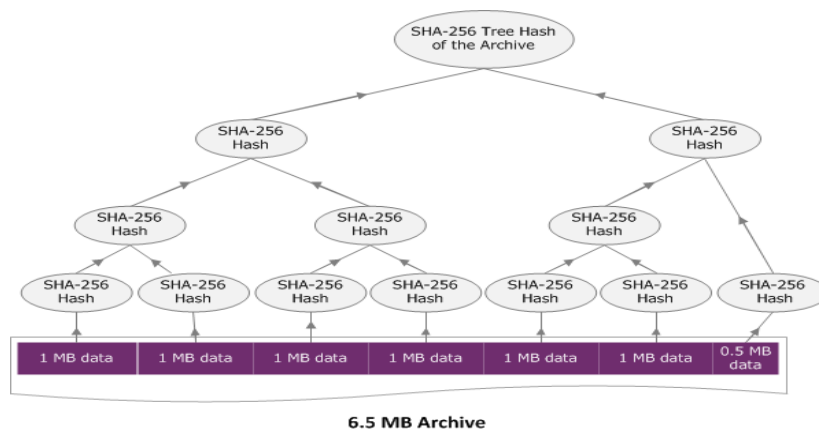 SHA-256 Tree Hash
of the Archive
SHA-256
Hash
SHA-256
Hash
SHA-256
Hash
SHA-256
Hash
SHA-256
Hash
SHA-256
Hash
SHA-256
Hash
SHA-256
Hash
SHA-256
Hash
SHA-256
Hash
SHA-256
Hash
SHA-256
Hash
1 MB data
1 MB data
1 MB data
1 MB data
1 MB data
1 MB data
0.5 MB
data
6.5 MB Archive